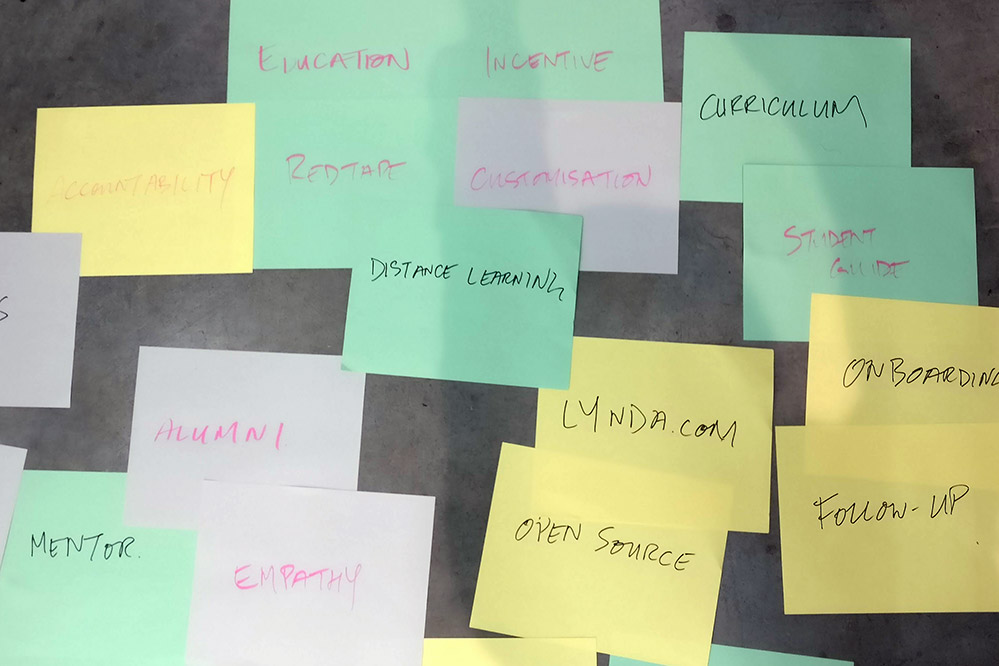 EDUCATION
INCENTIVE
CURRICULUM
ACCOUNTABILITY
REDTAPE
CUSTOMISATION
STUDENT
GUIDE
DISTANCE LEARNING
S
ONBOARDING
ALUMNI
LYNDA.COM
FOLLOW-UP
OPEN SOURCE
MENTOR.
EMPATHY